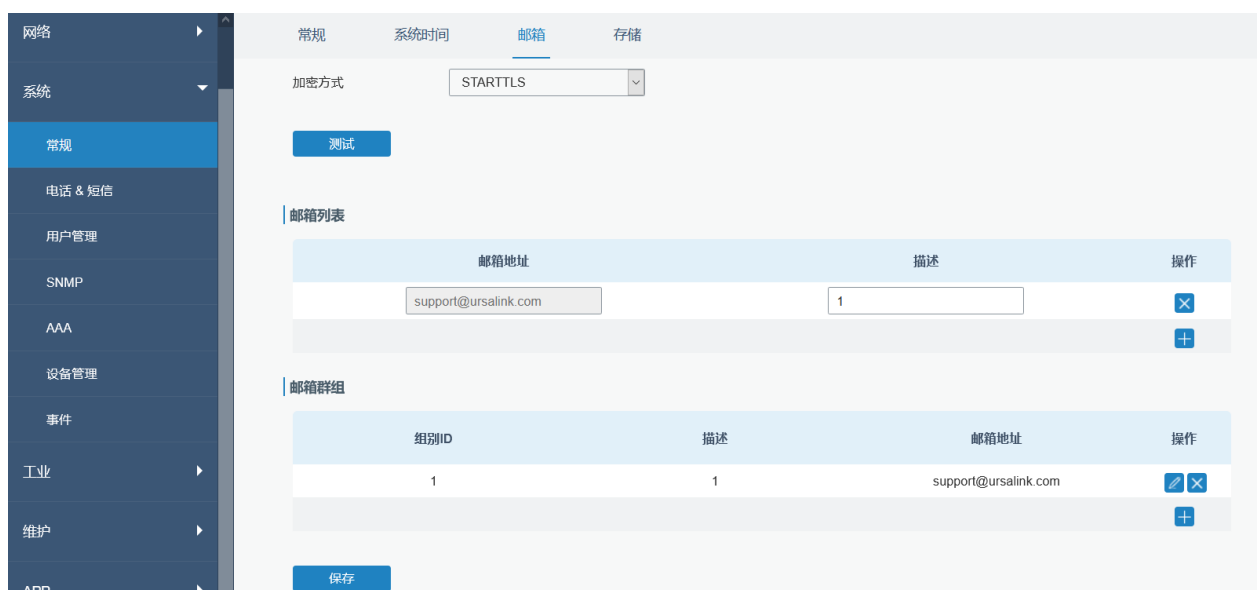 网络
系统
常规
电话 & 短信
用户管理
SNMP
AAA
设备管理
事件
工业
维护
APP
常规 系统时间 邮箱 存储
加密方式 STARTTLS
测试
邮箱列表
邮箱地址 描述 操作
support@ursalink.com 1
邮箱群组
组别ID 描述 邮箱地址 操作
1 1 support@ursalink.com
保存